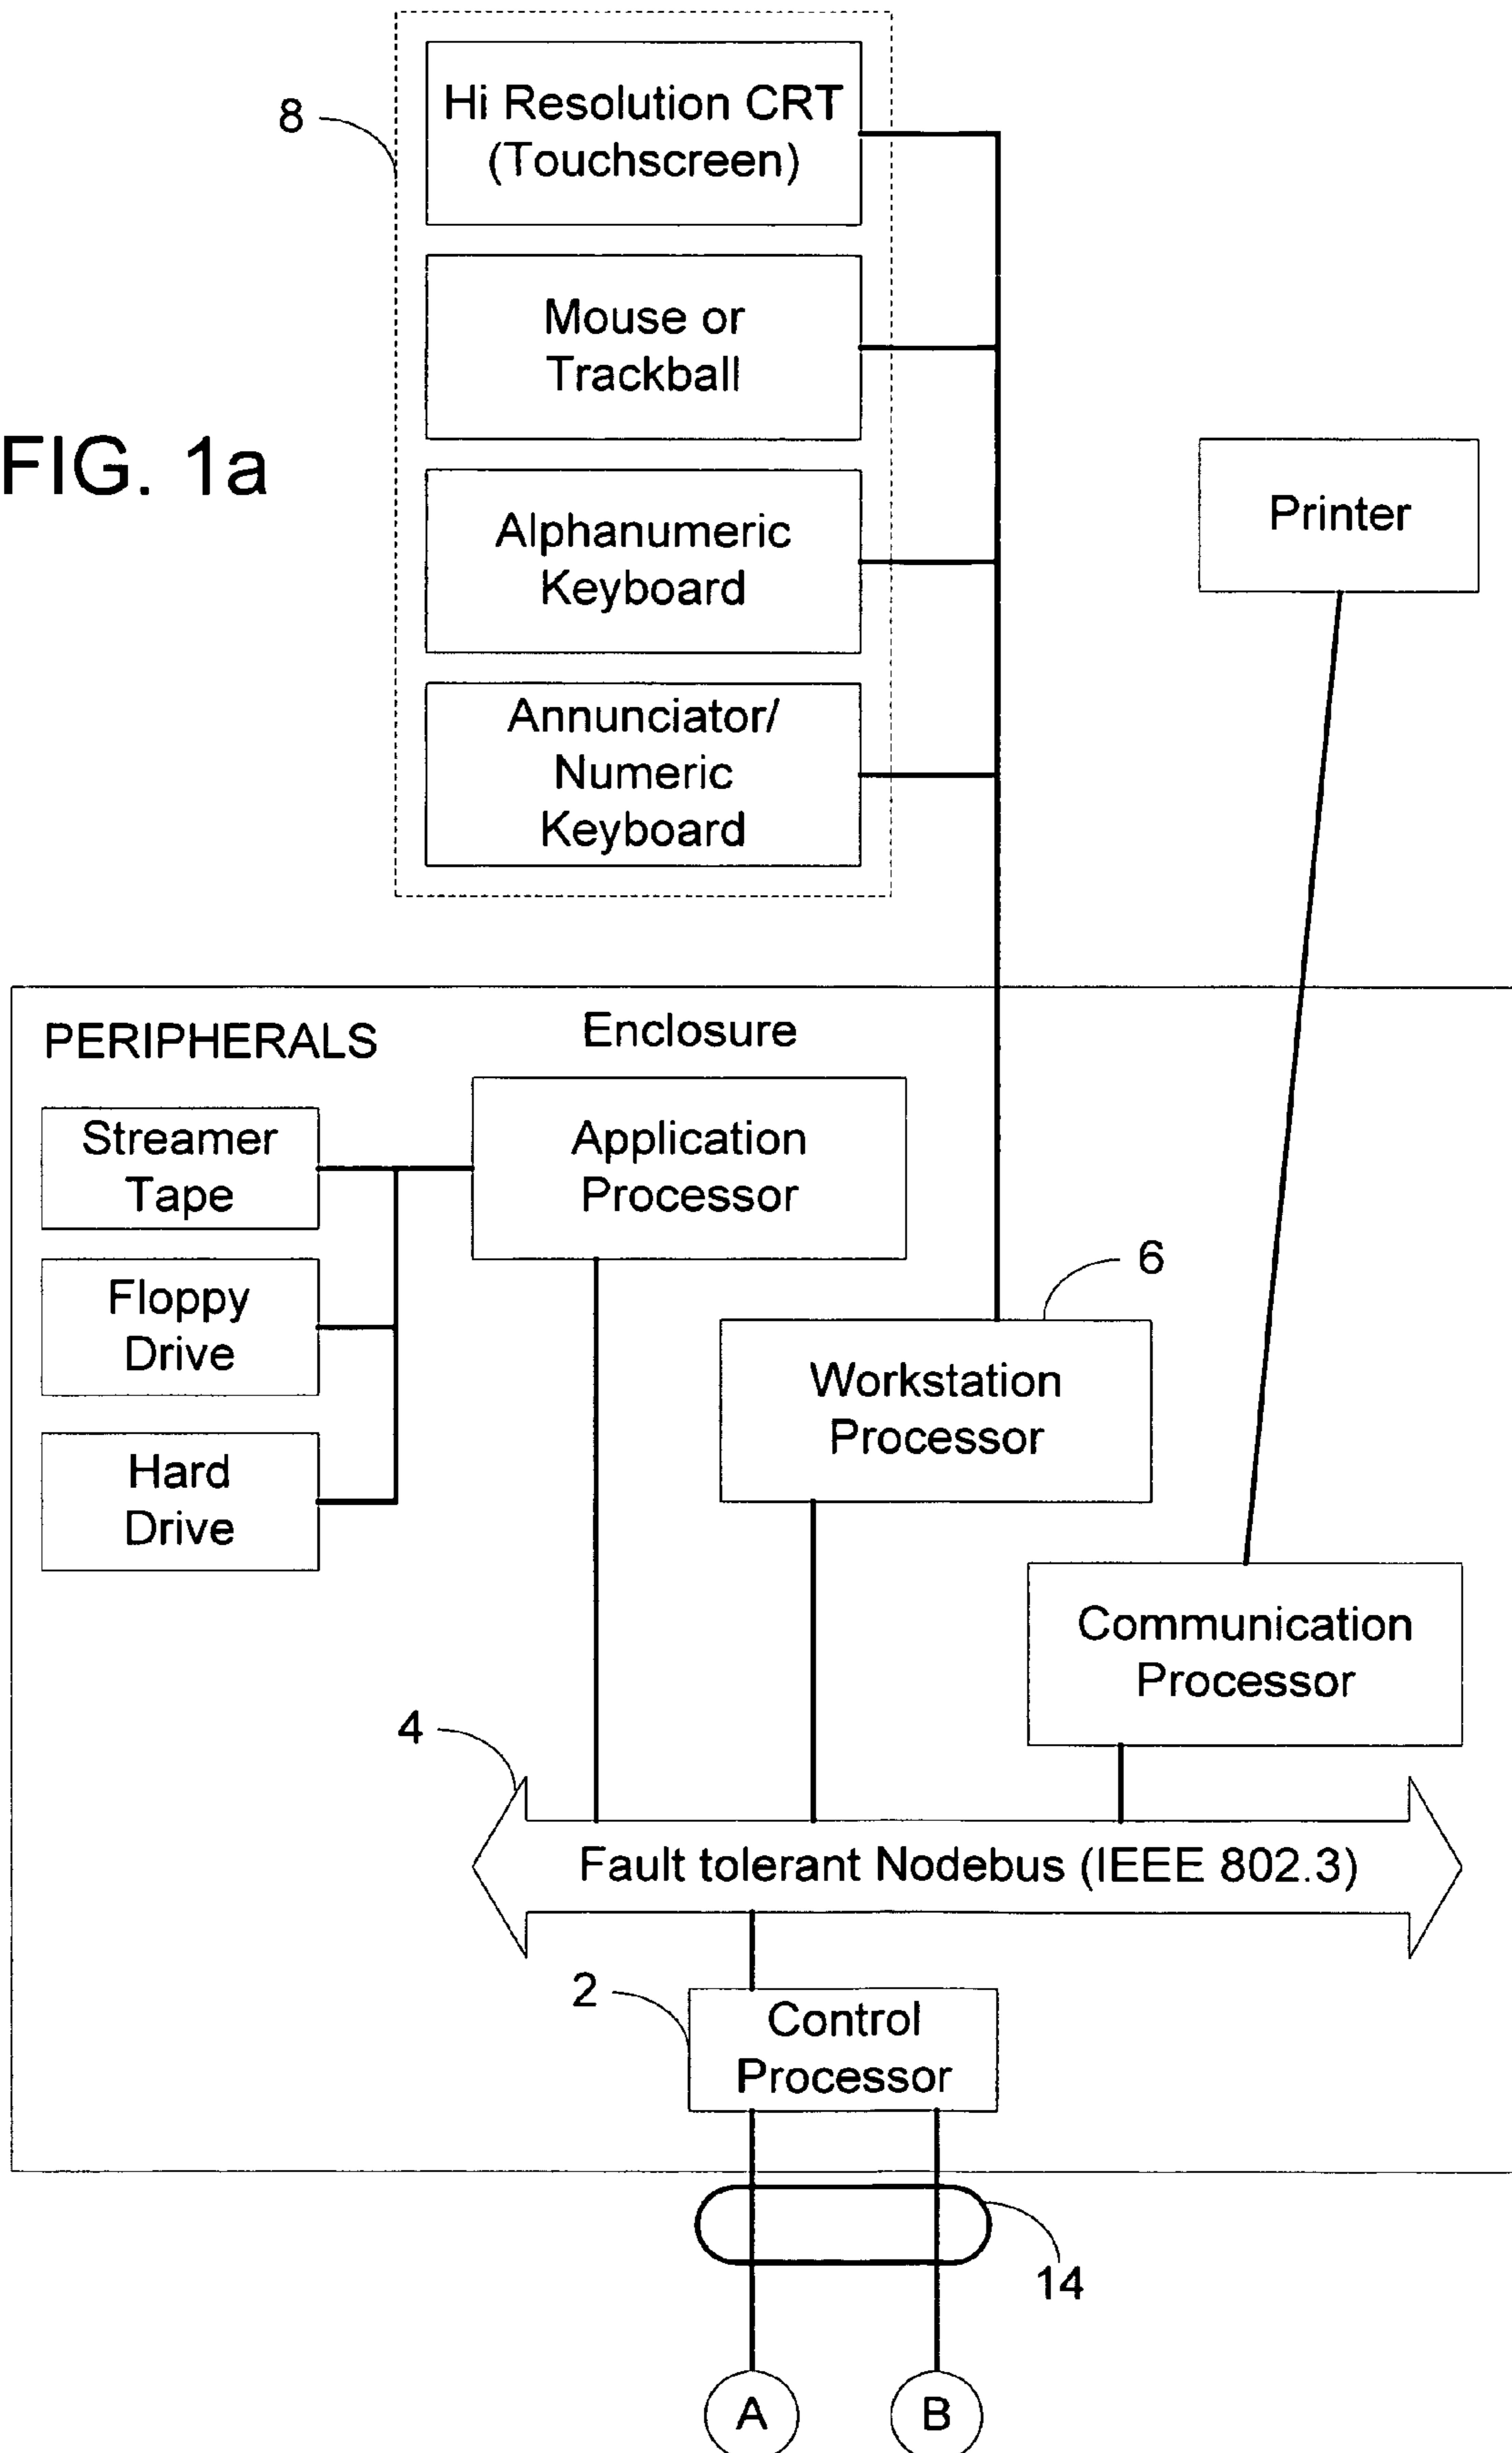 Hi Resolution CRT
(Touchscreen)
8
Mouse or
Trackball
FIG. 1a
Alphanumeric
Keyboard
Printer
Annunciator/
Numeric
Keyboard
PERIPHERALS
Enclosure
Streamer
Tape
Application
Processor
Floppy
Drive
6
Workstation
Processor
Hard
Drive
Communication
Processor
4
Fault tolerant Nodebus (IEEE 802.3)
2
Control
Processor
14
A
B